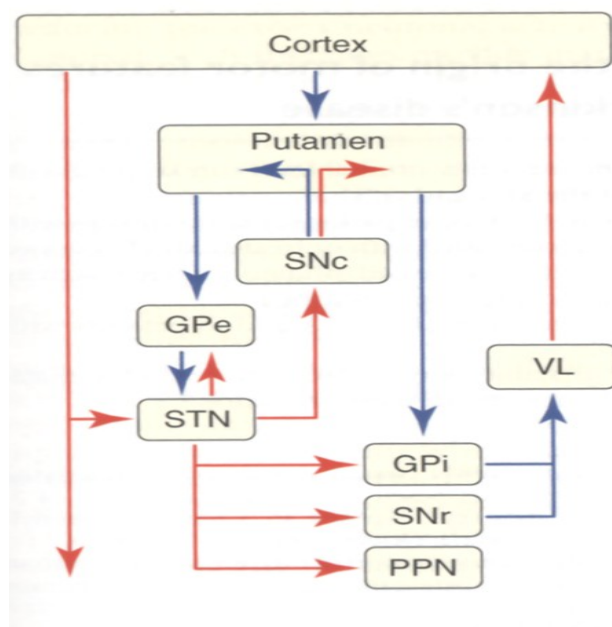 Cortex
Putamen
SNc
GPe
VL
STN
GPi
SNr
PPN